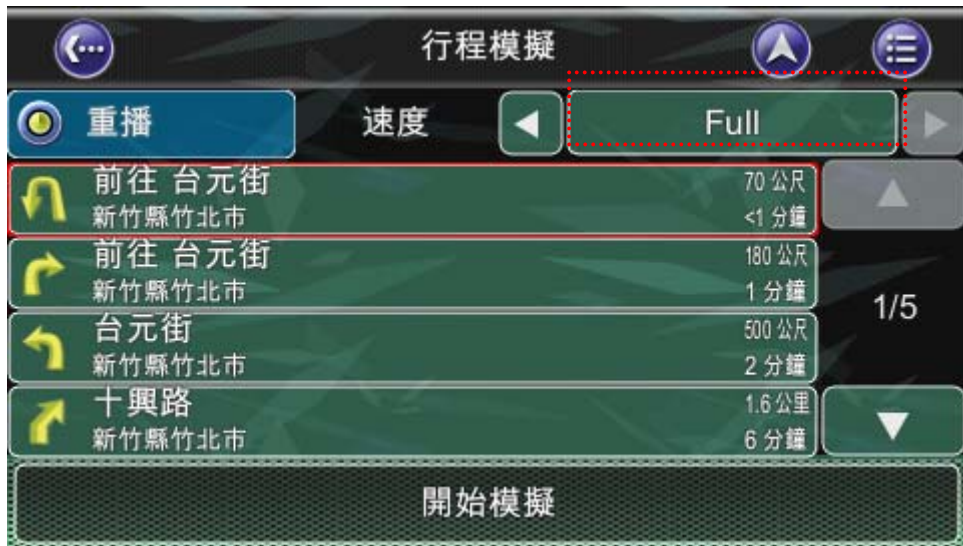 行程模擬
重播 速度 Full
前往 台元街 70 公尺
新竹縣竹北市 <1 分鐘
前往 台元街 180 公尺
新竹縣竹北市 1 分鐘
1/5
台元街 500 公尺
新竹縣竹北市 2 分鐘
十興路 1.6 公里
新竹縣竹北市 6 分鐘
開始模擬